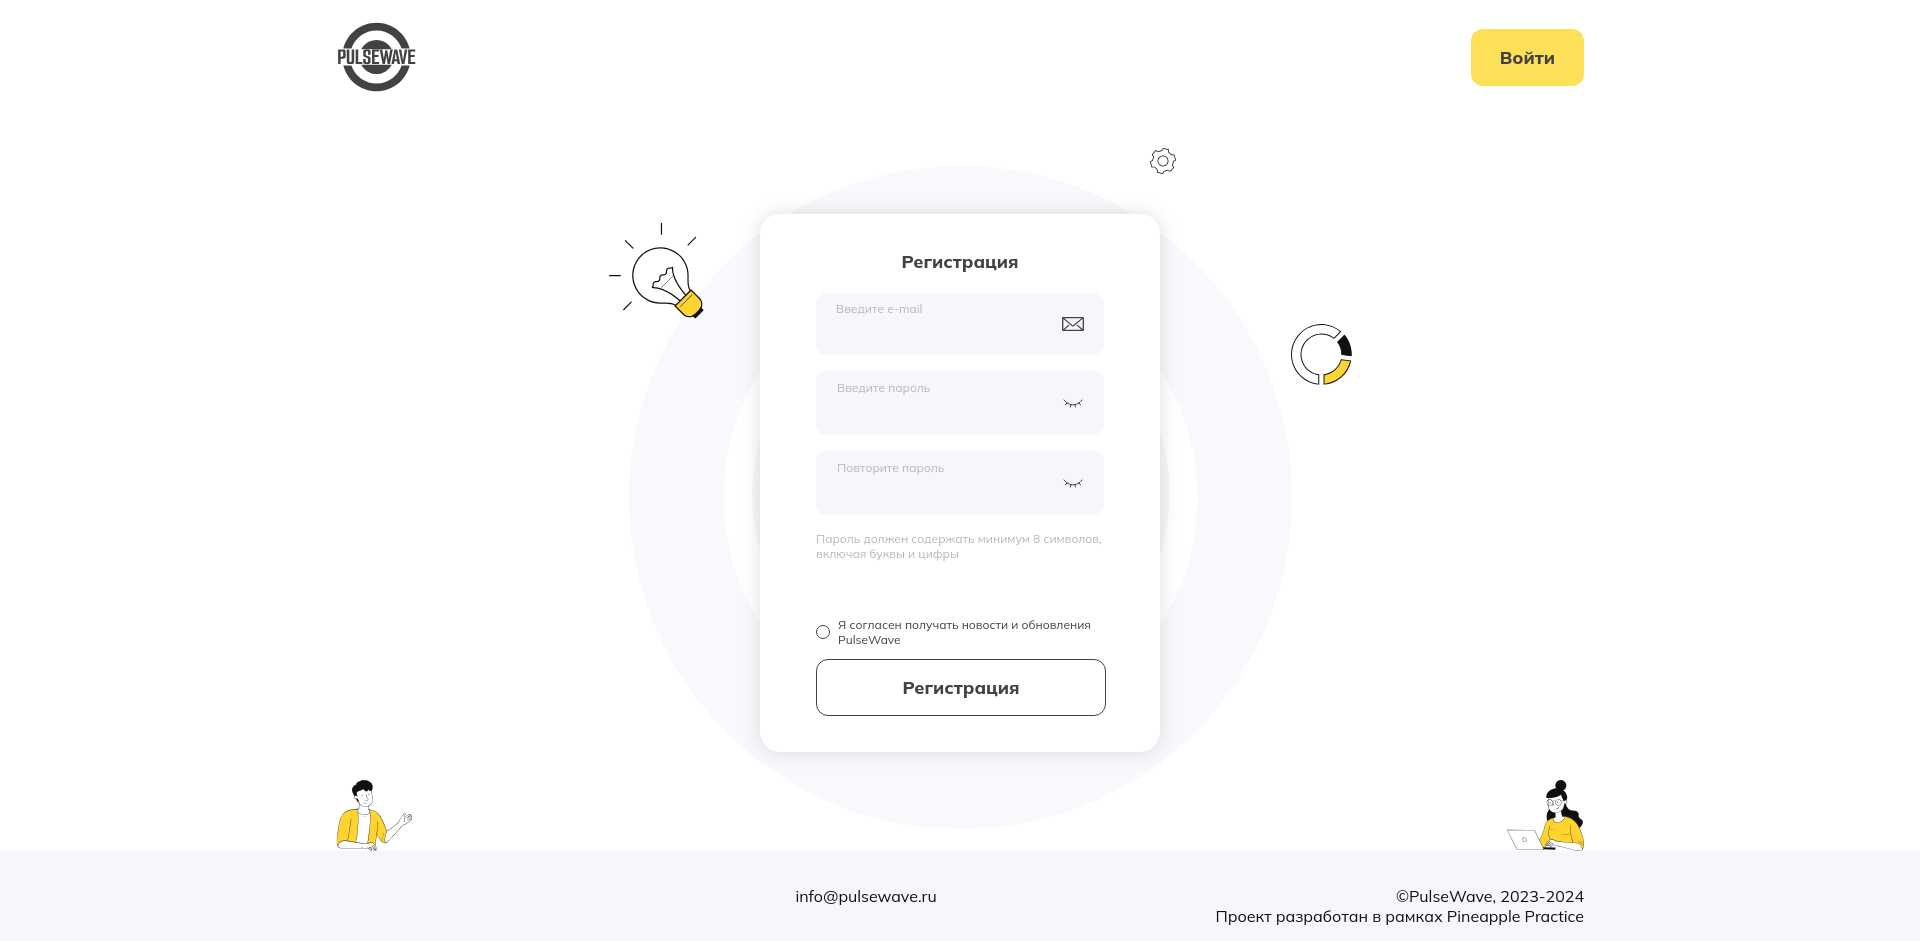 PULSEWAVE
Войти
Регистрация
Введите e-mail
Введите пароль
Повторите пароль
Пароль должен содержать минимум 8 символов,
включая буквы и цифры
Я согласен получать новости и обновления
PulseWave
Регистрация
info@pulsewave.ru
©PulseWave, 2023-2024
Проект разработан в рамках Pineapple Practice